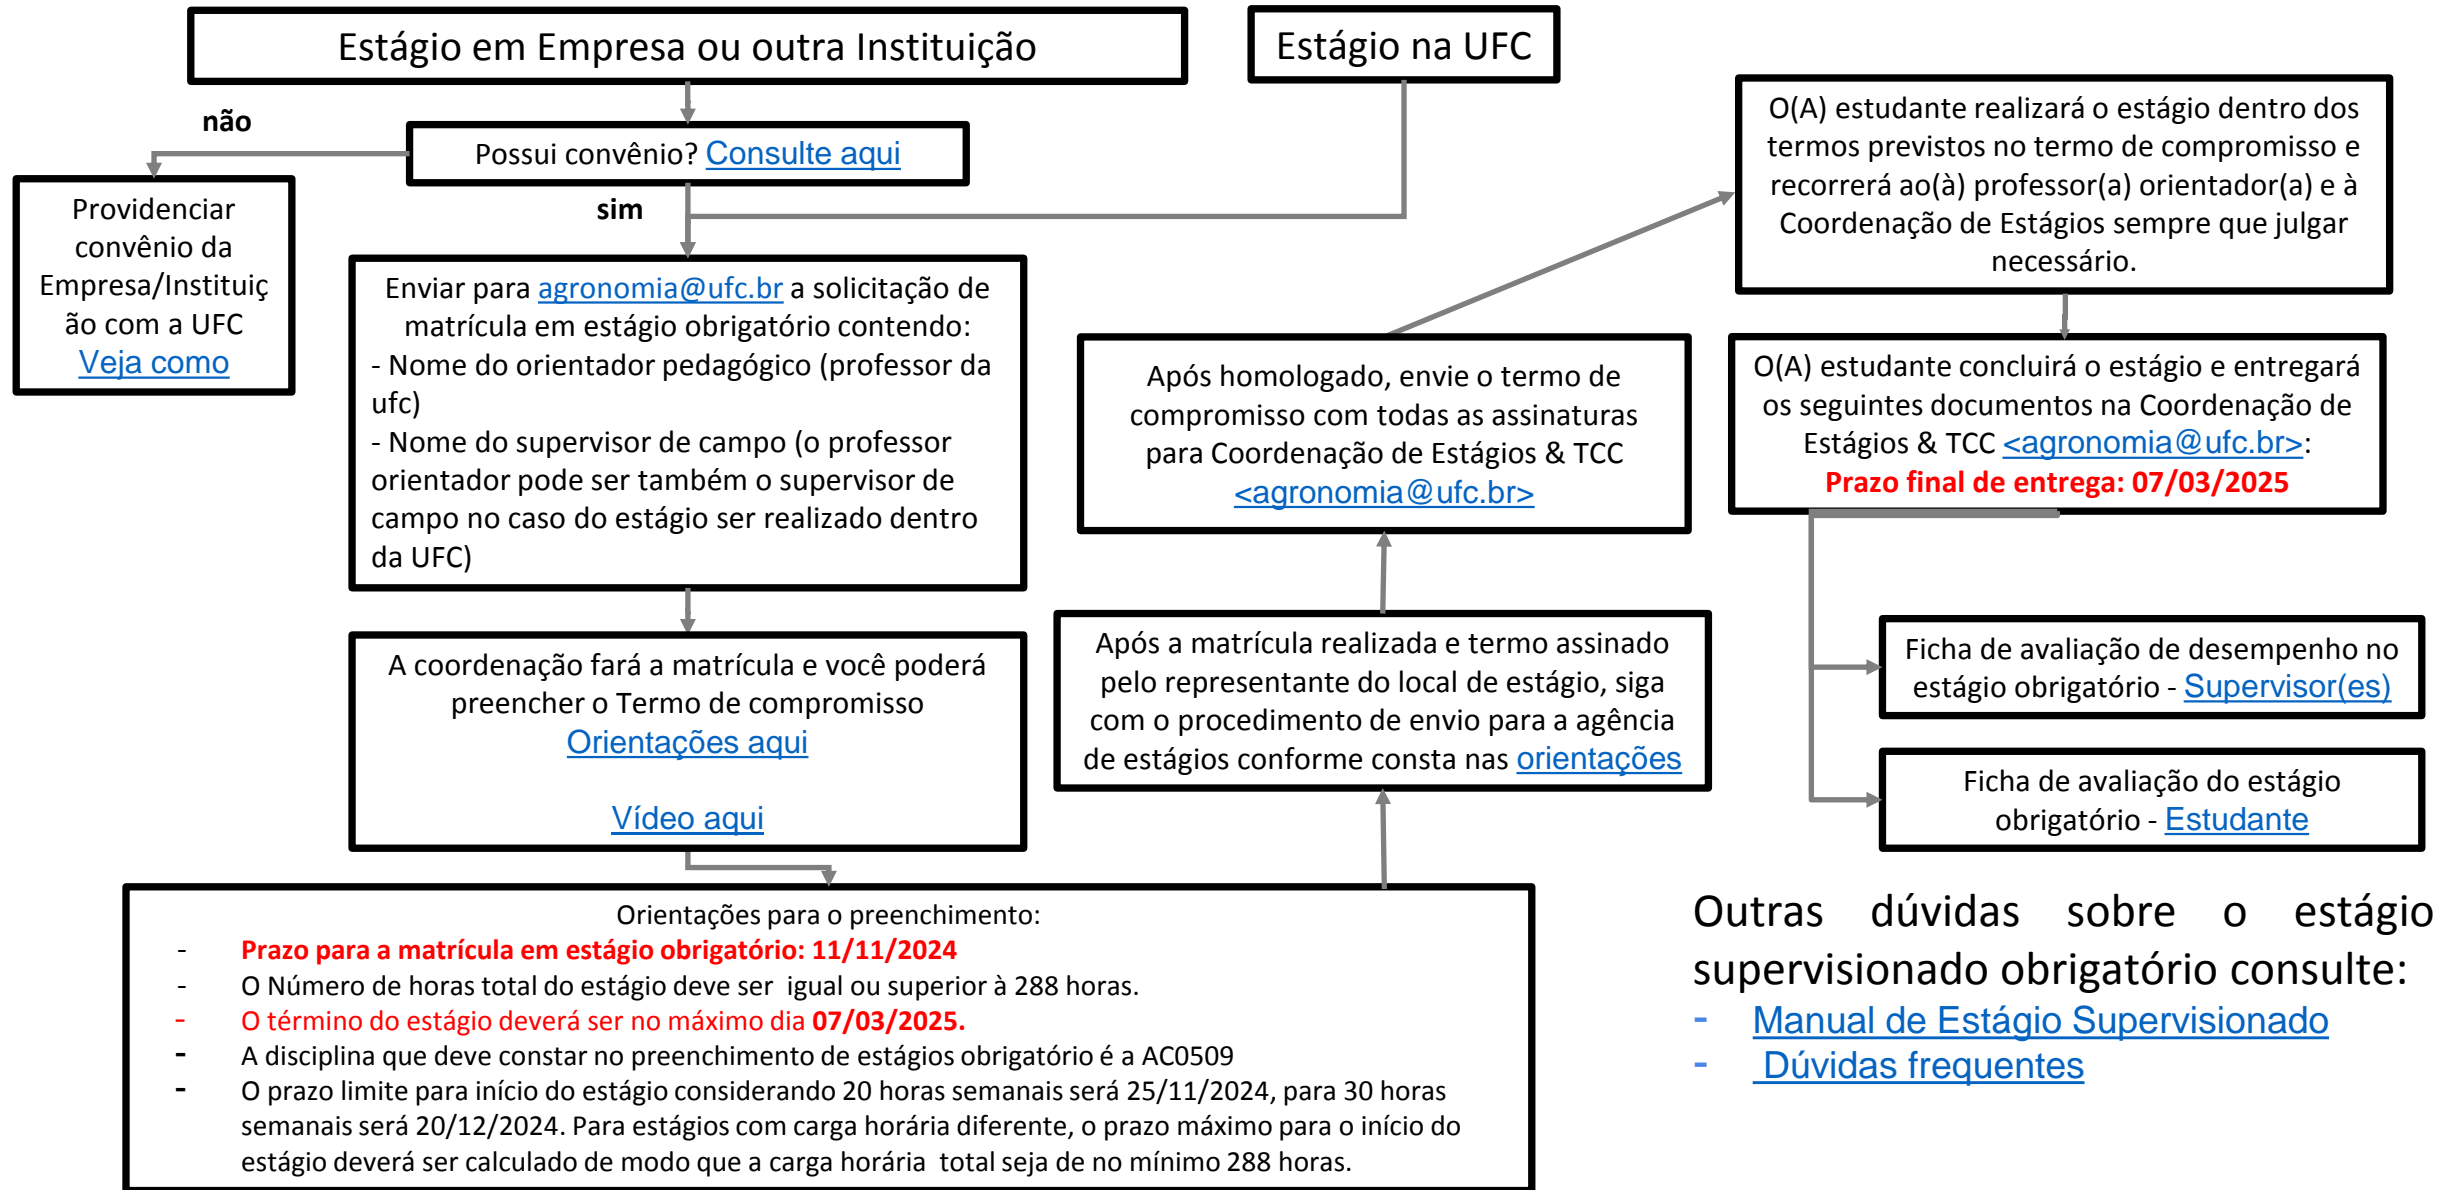 Estágio em Empresa ou outra Instituição
Estágio na UFC
não
Possui convênio? Consulte aqui
sim
Providenciar
convênio da
Empresa/Instituiç
ão com a UFC
Veja como
Enviar para agronomia@ufc.br a solicitação de
matrícula em estágio obrigatório contendo:
- Nome do orientador pedagógico (professor da
ufc)
- Nome do supervisor de campo (o professor
orientador pode ser também o supervisor de
campo no caso do estágio ser realizado dentro
da UFC)
A coordenação fará a matrícula e você poderá
preencher o Termo de compromisso
Orientações aqui
Vídeo aqui
Orientações para o preenchimento:
- Prazo para a matrícula em estágio obrigatório: 11/11/2024
- O Número de horas total do estágio deve ser igual ou superior à 288 horas.
- O término do estágio deverá ser no máximo dia 07/03/2025.
- A disciplina que deve constar no preenchimento de estágios obrigatório é a AC0509
- O prazo limite para início do estágio considerando 20 horas semanais será 25/11/2024, para 30 horas
semanais será 20/12/2024. Para estágios com carga horária diferente, o prazo máximo para o início do
estágio deverá ser calculado de modo que a carga horária total seja de no mínimo 288 horas.
Após a matrícula realizada e termo assinado
pelo representante do local de estágio, siga
com o procedimento de envio para a agência
de estágios conforme consta nas orientações
Após homologado, envie o termo de
compromisso com todas as assinaturas
para Coordenação de Estágios & TCC
<agronomia@ufc.br>
O(A) estudante realizará o estágio dentro dos
termos previstos no termo de compromisso e
recorrerá ao(à) professor(a) orientador(a) e à
Coordenação de Estágios sempre que julgar
necessário.
O(A) estudante concluirá o estágio e entregará
os seguintes documentos na Coordenação de
Estágios & TCC <agronomia@ufc.br>:
Prazo final de entrega: 07/03/2025
Ficha de avaliação de desempenho no
estágio obrigatório - Supervisor(es)
Ficha de avaliação do estágio
obrigatório - Estudante
Outras dúvidas sobre o estágio
supervisionado obrigatório consulte:
- Manual de Estágio Supervisionado
- Dúvidas frequentes